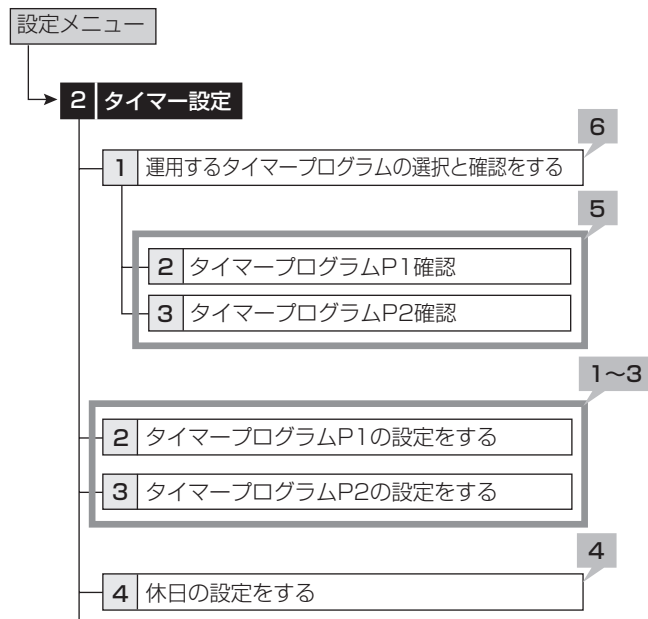 設定メニュー
2 タイマー設定
6
1 運用するタイマープログラムの選択と確認をする
5
2 タイマープログラムP1確認
3 タイマープログラムP2確認
1〜3
2 タイマープログラムP1の設定をする
3 タイマープログラムP2の設定をする
4
4 休日の設定をする